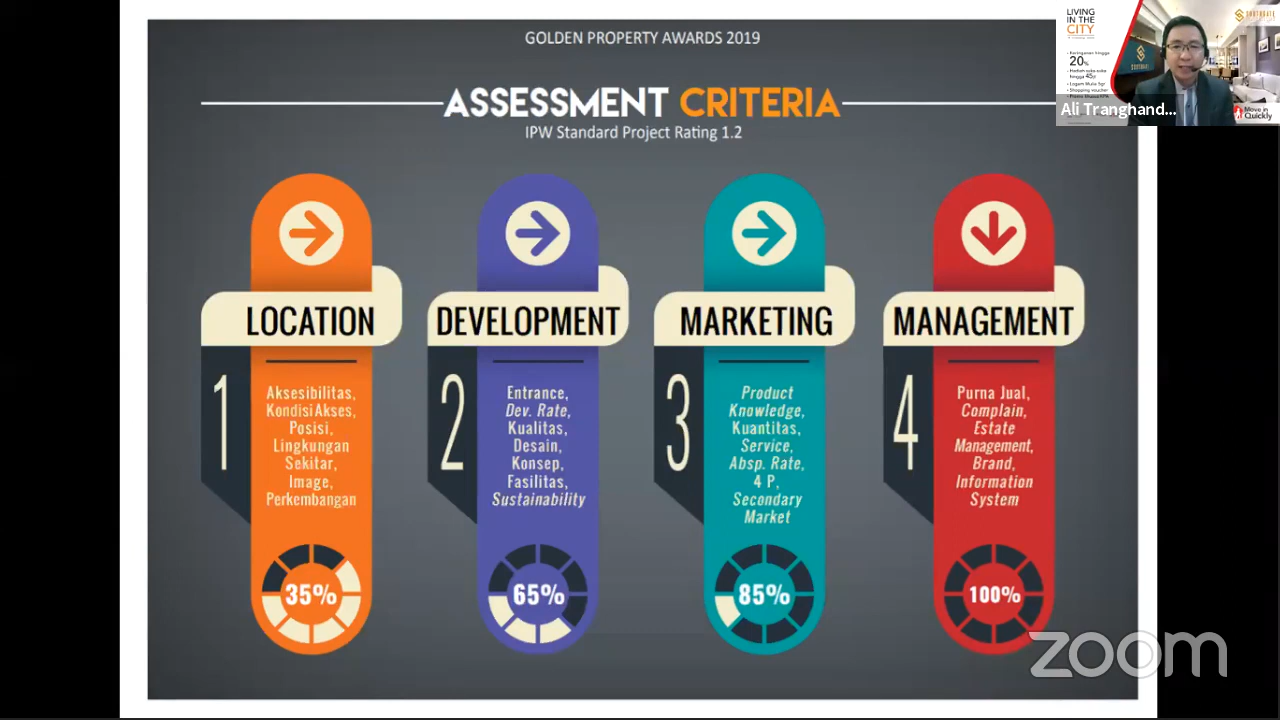 GOLDEN PROPERTY AWARDS 2019
ASSESSMENT CRITERIA
IPW Standard Project Rating 1.2
LOCATION
1
Aksesibilitas,
Kondisi Akses,
Posisi,
Lingkungan
Sekitar,
Image,
Perkembangan
35%
DEVELOPMENT
2
Entrance,
Dev. Rate,
Kualitas,
Desain,
Konsep,
Fasilitas,
Sustainability
65%
MARKETING
3
Product
Knowledge,
Kuantitas,
Service,
Absp. Rate,
4 P,
Secondary
Market
85%
MANAGEMENT
4
Purna Jual,
Complain,
Estate
Management,
Brand,
Information
System
100%
LIVING
IN THE
CITY
20%
hingga 45jt
Ali Tranghand...
Move in
Quickly
zoom